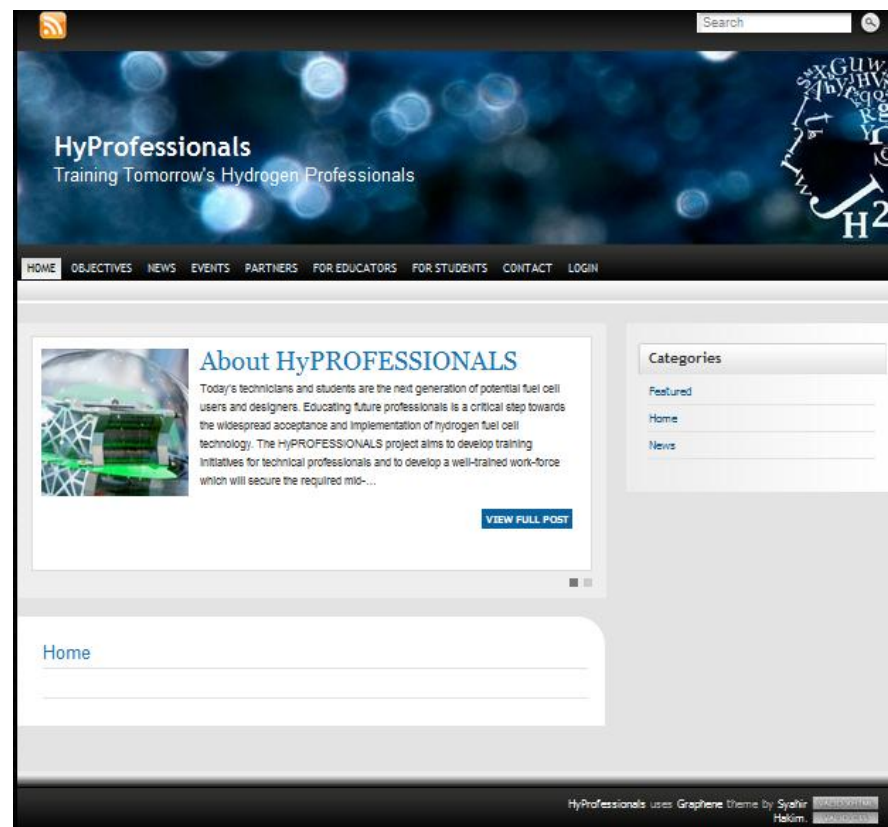 Search
HyProfessionals
Training Tomorrow's Hydrogen Professionals
H2
HOME OBJECTIVES NEWS EVENTS PARTNERS FOR EDUCATORS FOR STUDENTS CONTACT LOGIN
About HyPROFESSIONALS
Today's technicians and students are the next generation of potential fuel cell
users and designers. Educating future professionals is a critical step towards
the widespread acceptance and implementation of hydrogen fuel cell
technology. The HyPROFESSIONALS project aims to develop training
initiatives for technical professionals and to develop a well-trained work-force
which will secure the required mid-...
VIEW FULL POST
Categories
Featured
Home
News
Home
HyProfessionals uses Graphene theme by Syahir
Hakim.